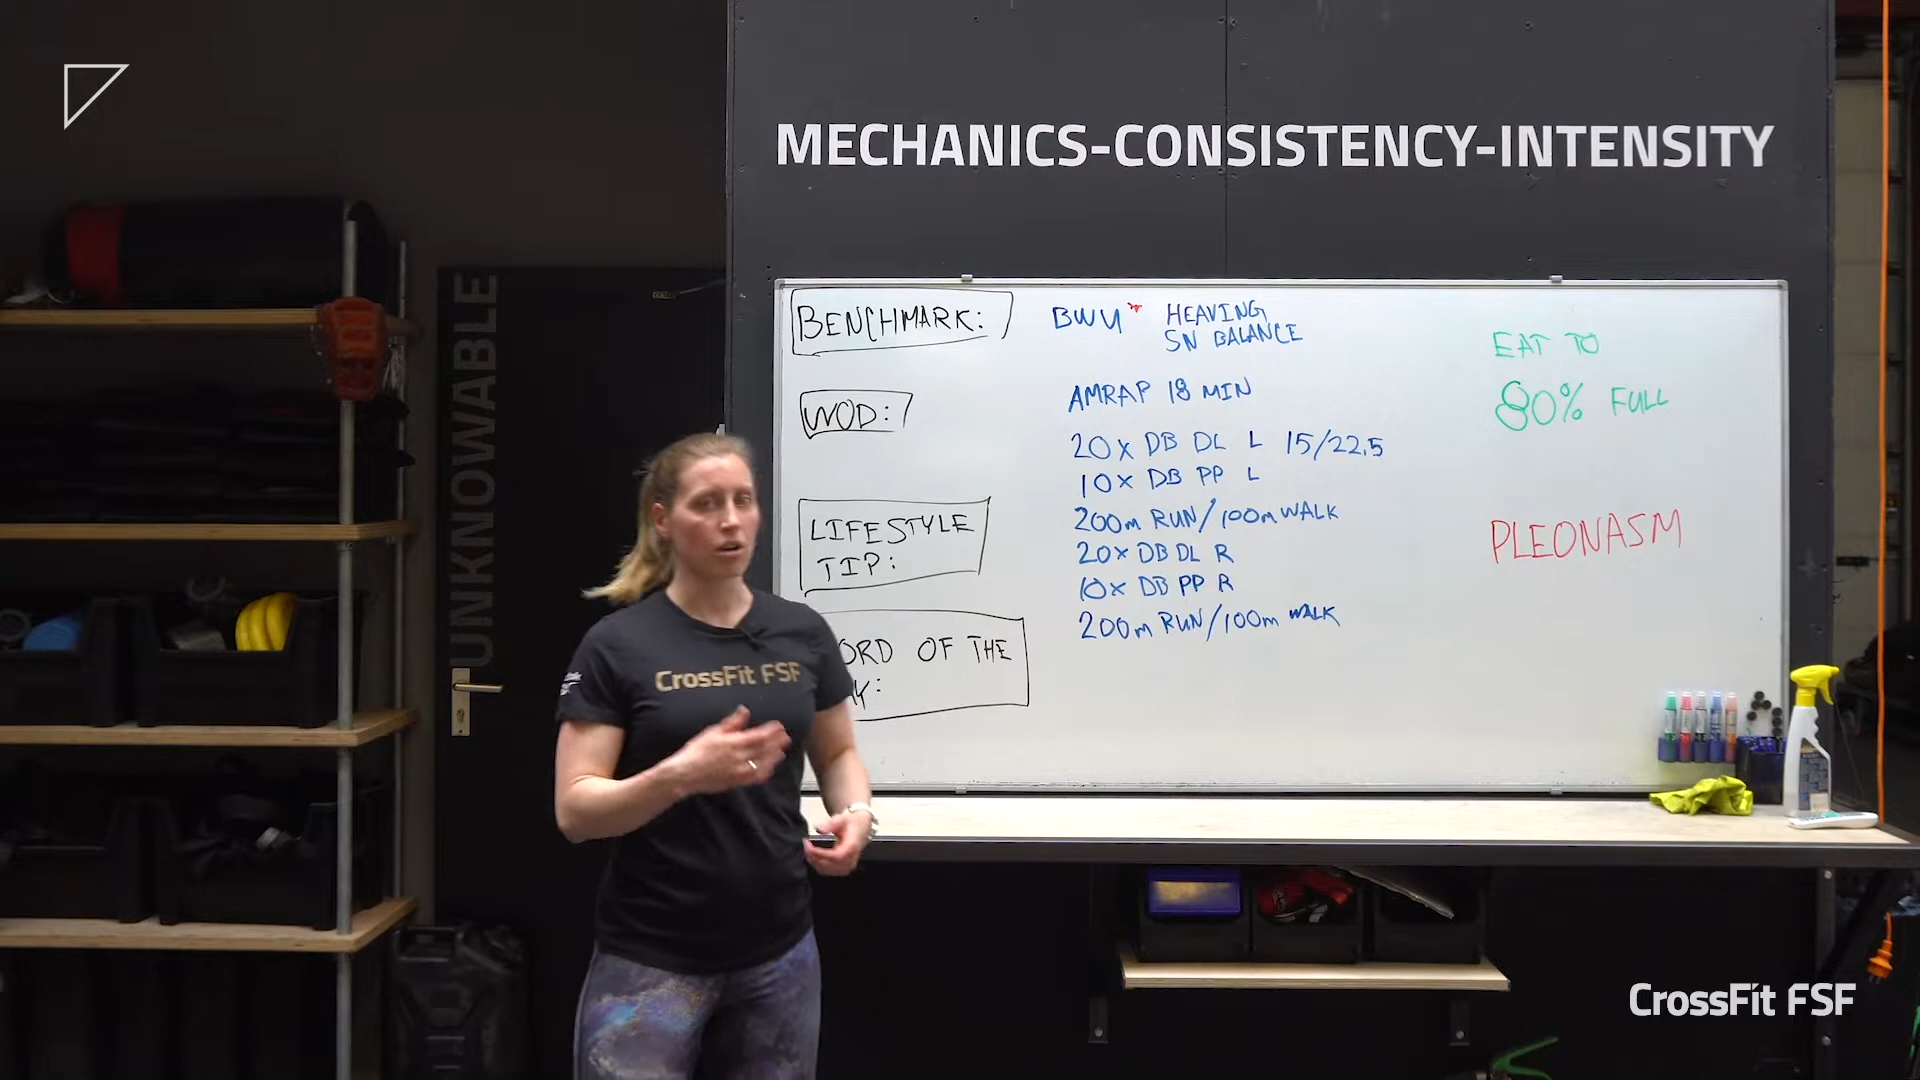 MECHANICS-CONSISTENCY-INTENSITY
UNKNOWABLE
BENCHMARK:
BWU* HEAVING
SN BALANCE
WOD:
AMRAP 18 MIN
20x DB DL L 15/22.5
10x DB PP L
200m RUN/100m WALK
20x DB DL R
10x DB PP R
200m RUN/100m WALK
LIFESTYLE
TIP:
OF THE
EAT TO
80% FULL
PLEONASM
CrossFit FSF
CrossFit FSF